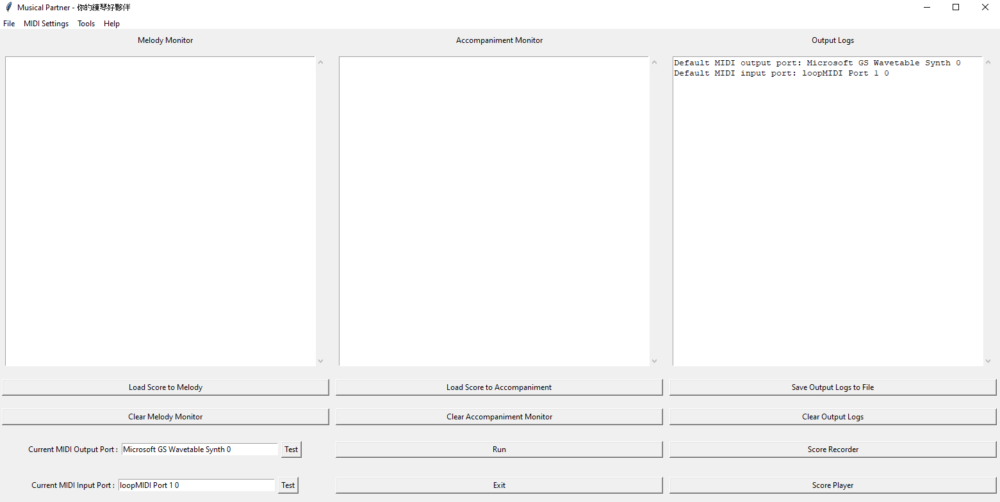 Musical Partner - 你的練琴好夥伴
File MIDI Settings Tools Help
Melody Monitor
Accompaniment Monitor
Output Logs
Default MIDI output port: Microsoft GS Wavetable Synth 0
Default MIDI input port: loopMIDI Port 1 0
Load Score to Melody
Load Score to Accompaniment
Save Output Logs to File
Clear Melody Monitor
Clear Accompaniment Monitor
Clear Output Logs
Current MIDI Output Port : Microsoft GS Wavetable Synth 0 Test
Run
Score Recorder
Current MIDI Input Port : loopMIDI Port 1 0 Test
Exit
Score Player